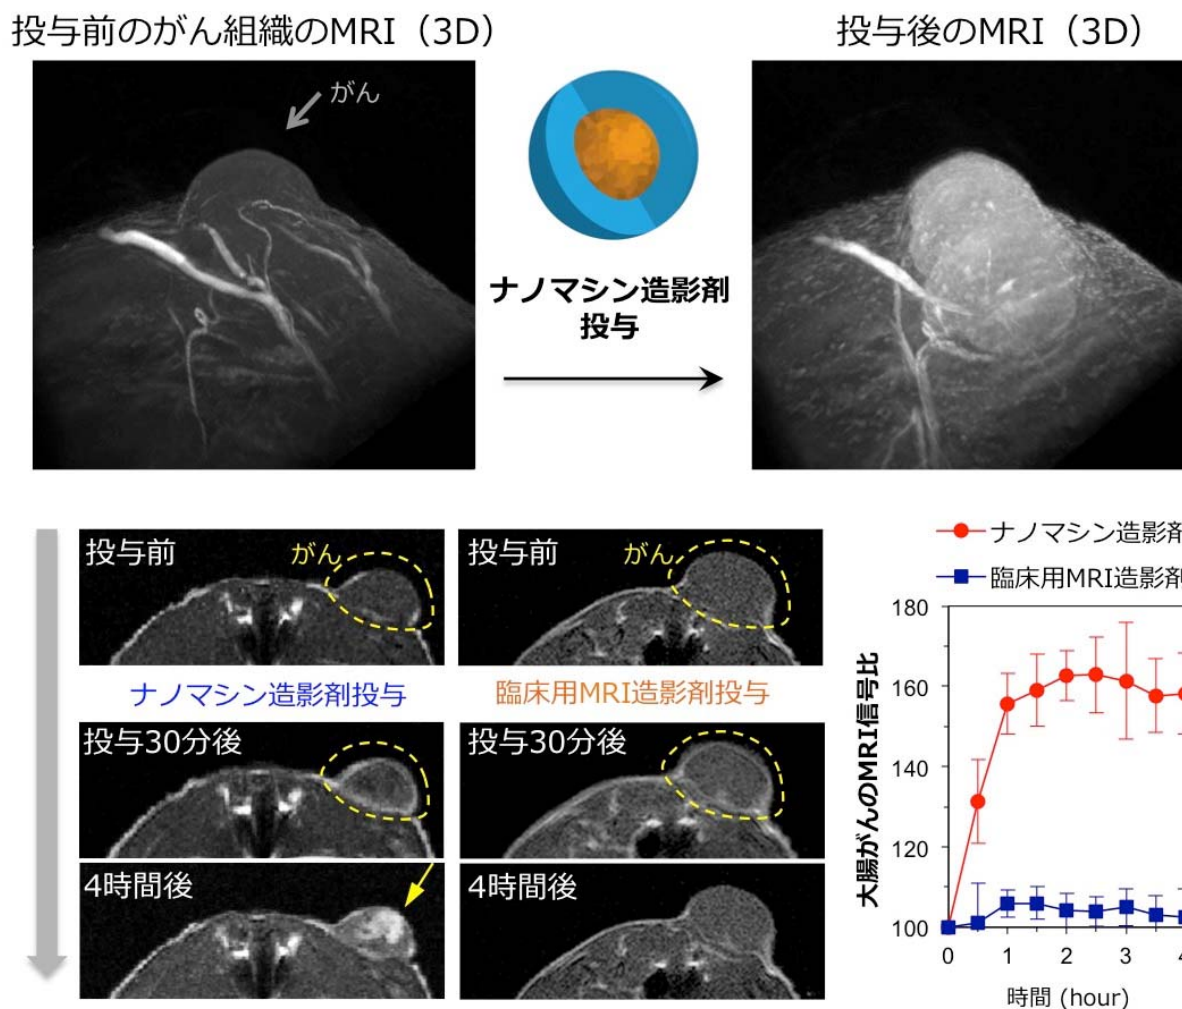 投与前のがん組織のMRI（3D）
投与後のMRI（3D）
がん
ナノマシン造影剤
投与
投与前
がん
投与前
がん
ナノマシン造影剤投与
臨床用MRI造影剤投与
投与30分後
投与30分後
4時間後
4時間後
ナノマシン造影剤
臨床用MRI造影剤
大腸がんのMRI信号比
180
160
140
120
100
0 1 2 3 4
時間 (hour)